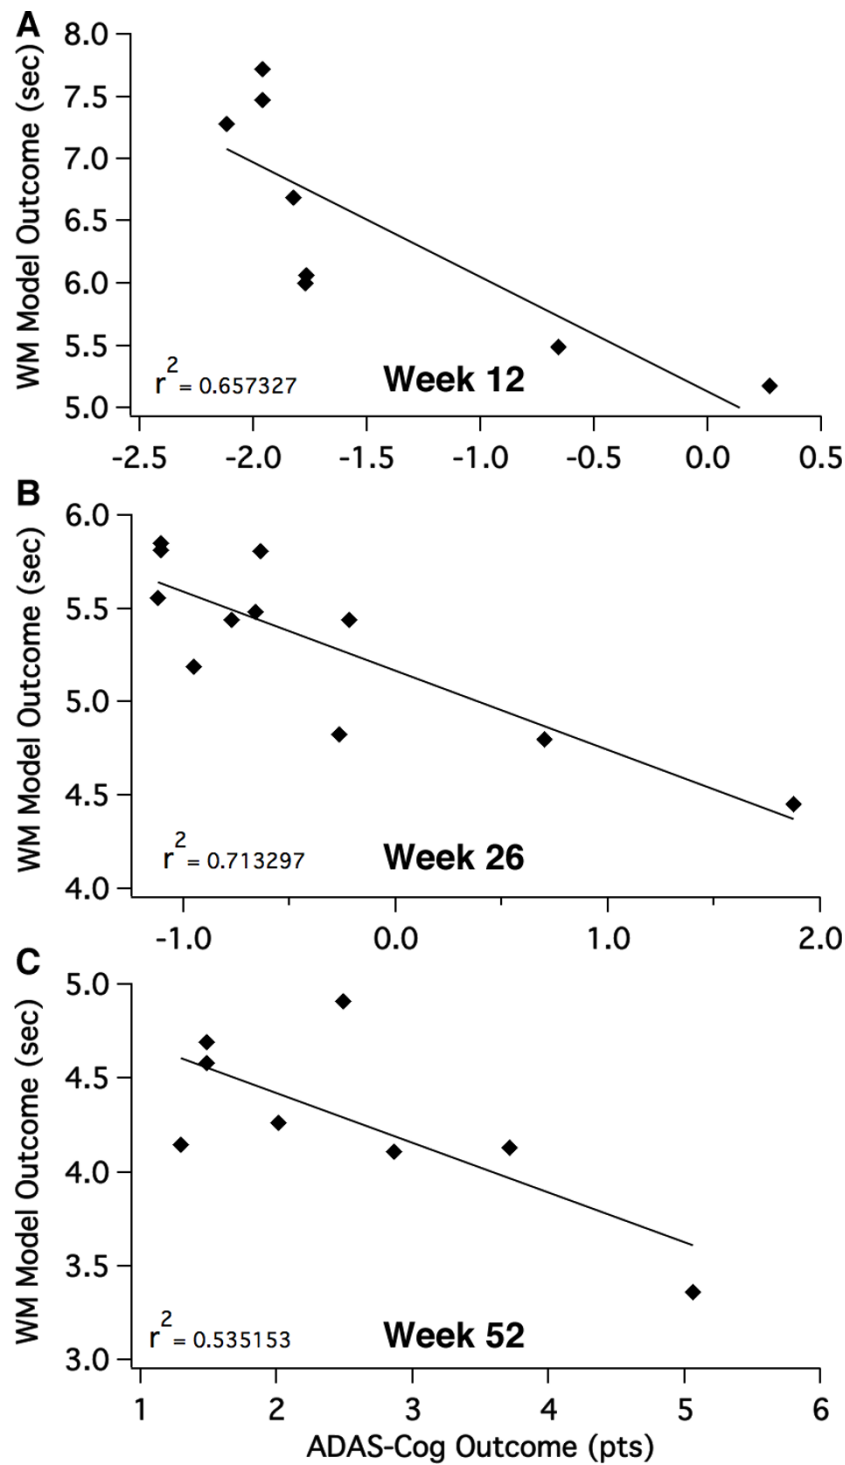 A
WM Model Outcome (sec)
8.0
7.5
7.0
6.5
6.0
5.5
5.0
r2 = 0.657327
Week 12
-2.5 -2.0 -1.5 -1.0 -0.5 0.0 0.5
B
WM Model Outcome (sec)
6.0
5.5
5.0
4.5
4.0
r2 = 0.713297
Week 26
-1.0 0.0 1.0 2.0
C
WM Model Outcome (sec)
5.0
4.5
4.0
3.5
3.0
r2 = 0.535153
Week 52
1 2 3 4 5 6
ADAS-Cog Outcome (pts)